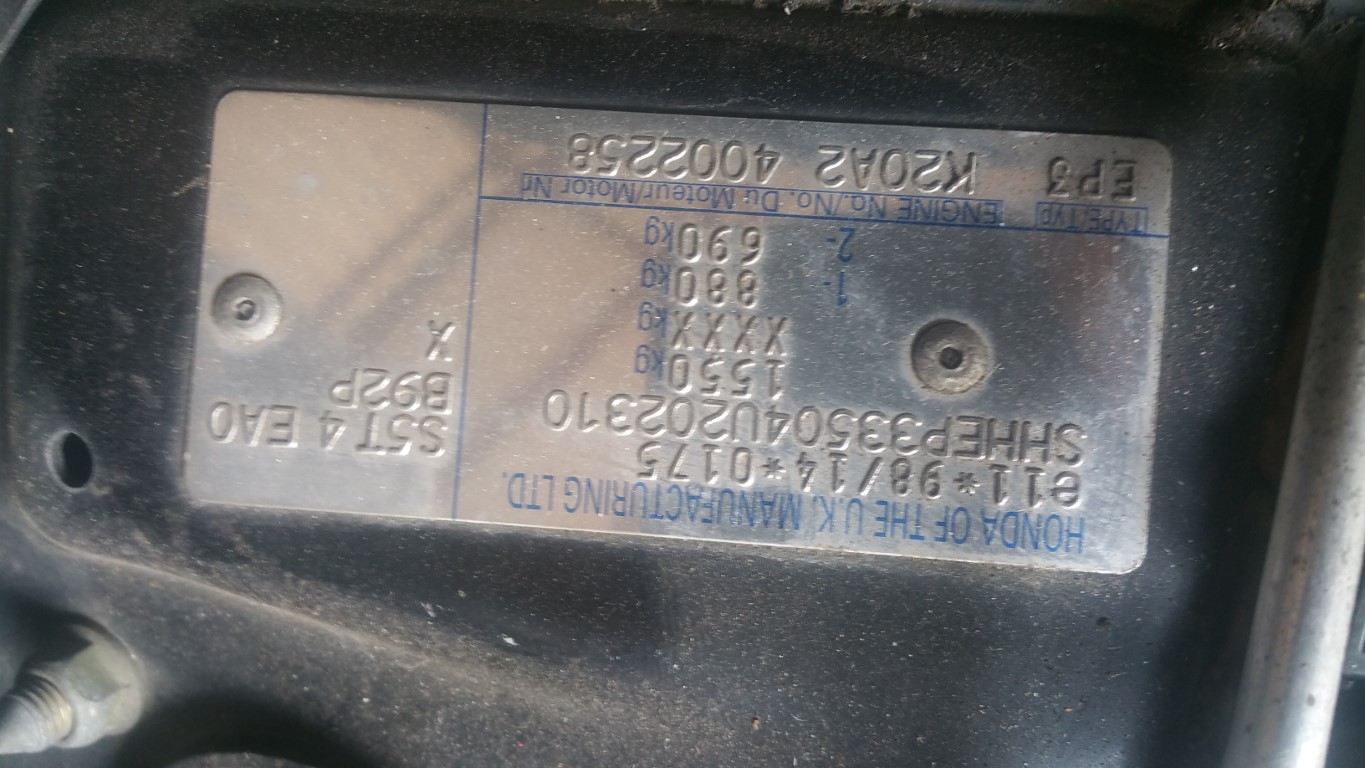 HONDA OF THE U.K. MANUFACTURING LTD.
e11*98/14*0175
SHHEP33504U202310
1550kg
XXXXkg
1- 880kg
2- 690kg
TYPE/TYP ENGINE No./No. Du Moteur/Motor Nr
EP3 K20A2 4002258
S5T4 EA0
B92P
X